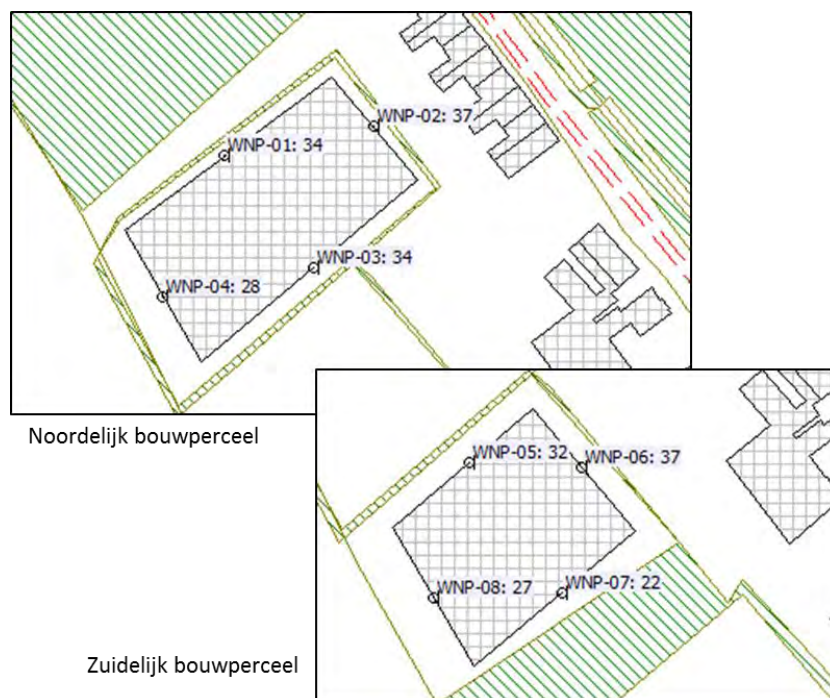 WNP-02: 37
WNP-01: 34
WNP-03: 34
WNP-04: 28
Noordelijk bouwperceel
WNP-05: 32
WNP-06: 37
WNP-08: 27
WNP-07: 22
Zuidelijk bouwperceel